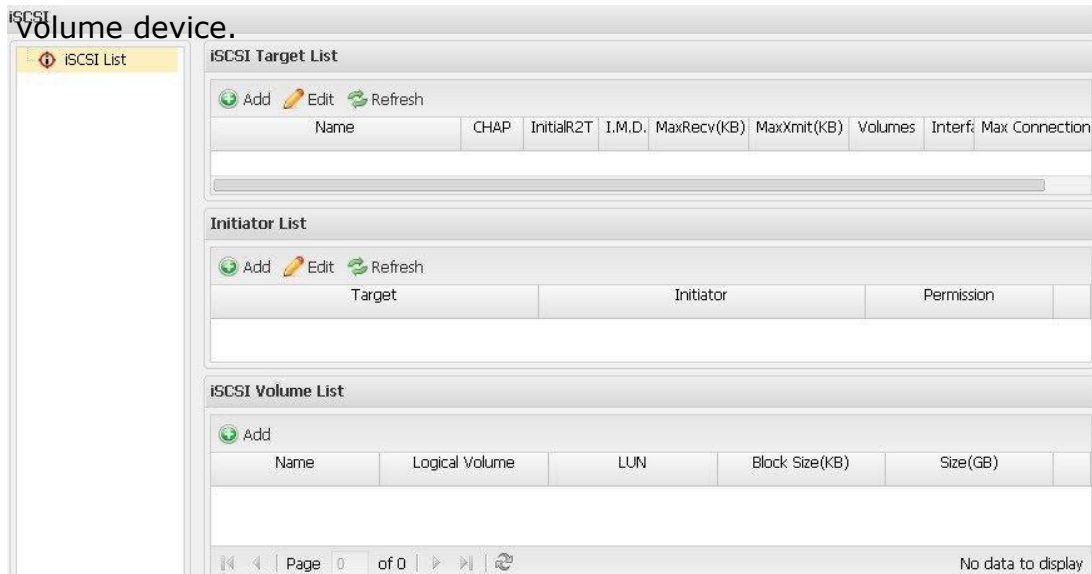 iSCSI
volume device.
iSCSI List
iSCSI Target List
Add Edit Refresh
Name CHAP InitialR2T I.M.D. MaxRecv(KB) MaxXmit(KB) Volumes Interfa Max Connection
Initiator List
Add Edit Refresh
Target Initiator Permission
iSCSI Volume List
Add
Name Logical Volume LUN Block Size(KB) Size(GB)
Page 0 of 0 No data to display